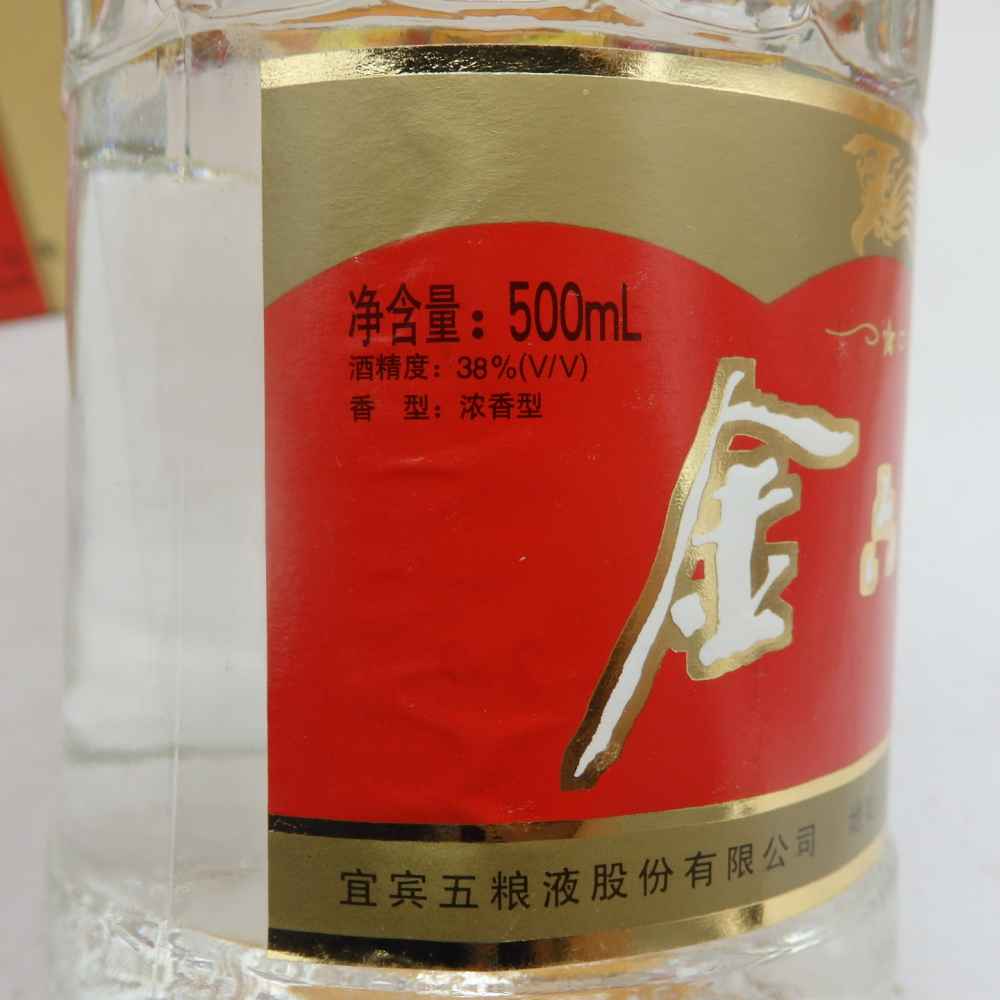 净含量：500mL
酒精度：38%(V/V)
香 型：浓香型
金
宜宾五粮液股份有限公司